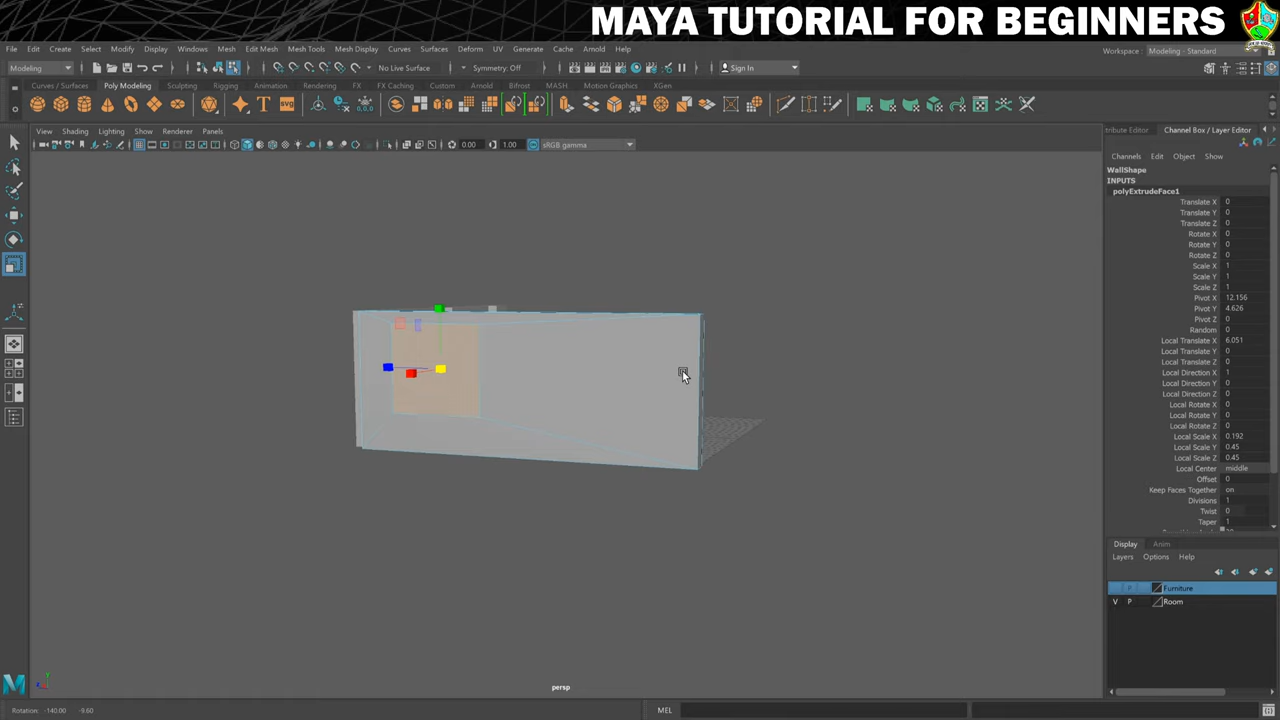 MAYA TUTORIAL FOR BEGINNERS
File Edit Create Select Modify Display Windows Mesh Edit Mesh Mesh Tools Mesh Display Curves Surfaces Deform UV Generate Cache Arnold Help
Workspace : Modeling - Standard
Modeling No Live Surface Symmetry: Off Sign In
Curves / Surfaces Poly Modeling Sculpting Rigging Animation Rendering FX FX Caching Custom Arnold Bifrost MASH Motion Graphics XGen
View Shading Lighting Show Renderer Panels
0.00 1.00 sRGB gamma
tribute Editor Channel Box / Layer Editor
Channels Edit Object Show
WallShape
INPUTS
polyExtrudeFace1
Translate X 0
Translate Y 0
Translate Z 0
Rotate X 0
Rotate Y 0
Rotate Z 0
Scale X 1
Scale Y 1
Scale Z 1
Pivot X 12.156
Pivot Y 4.626
Pivot Z 0
Random 0
Local Translate X 6.051
Local Translate Y 0
Local Translate Z 0
Local Direction X 1
Local Direction Y 0
Local Direction Z 0
Local Rotate X 0
Local Rotate Y 0
Local Rotate Z 0
Local Scale X 0.192
Local Scale Y 0.45
Local Scale Z 0.45
Local Center middle
Offset 0
Keep Faces Together on
Divisions 1
Twist 0
Taper 1
Display Anim
Layers Options Help
P Furniture
V P Room
persp
Rotation: -140.00 -9.60
MEL